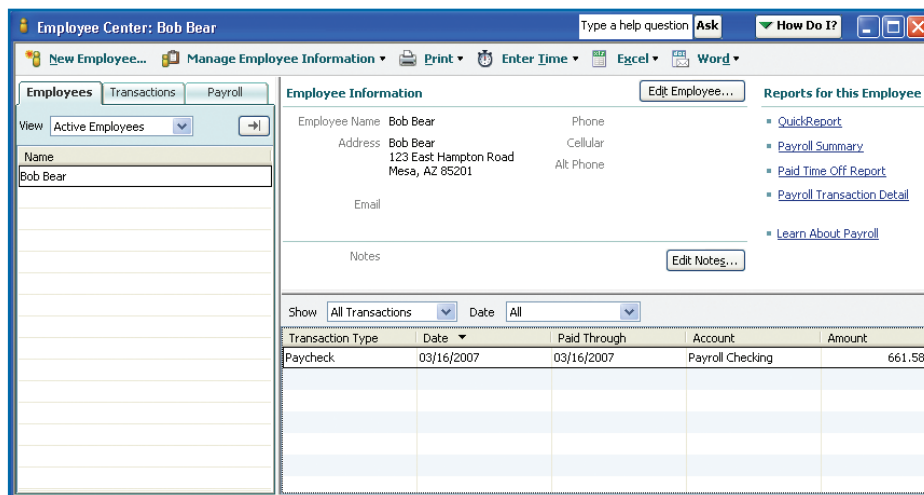 Employee Center: Bob Bear
Type a help question Ask
How Do I?
New Employee... Manage Employee Information Print Enter Time Excel Word
Employees Transactions Payroll
View Active Employees
Name
Bob Bear
Employee Information
Edit Employee...
Employee Name Bob Bear
Address Bob Bear
123 East Hampton Road
Mesa, AZ 85201
Email
Phone
Cellular
Alt Phone
Notes
Edit Notes...
Reports for this Employee
QuickReport
Payroll Summary
Paid Time Off Report
Payroll Transaction Detail
Learn About Payroll
Show All Transactions Date All
Transaction Type Date Paid Through Account Amount
Paycheck 03/16/2007 03/16/2007 Payroll Checking 661.58